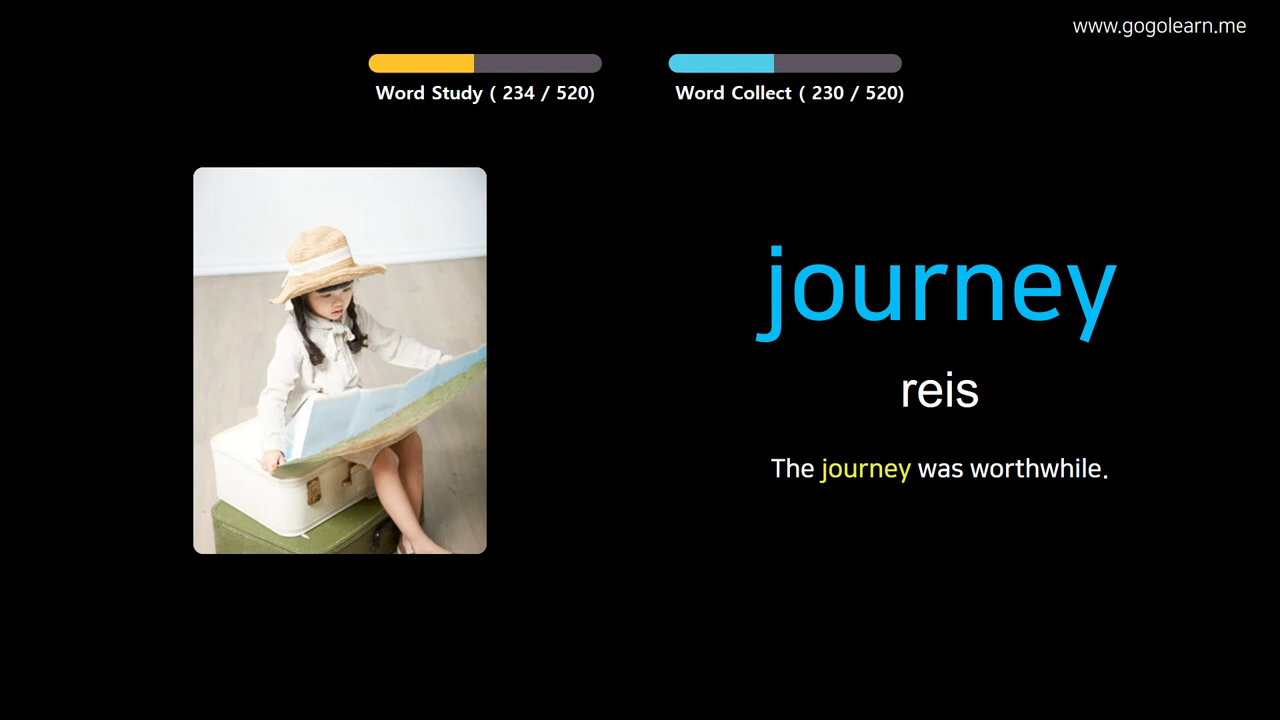 www.gogolearn.me
Word Study ( 234 / 520)
Word Collect ( 230 / 520)
journey
reis
The journey was worthwhile.